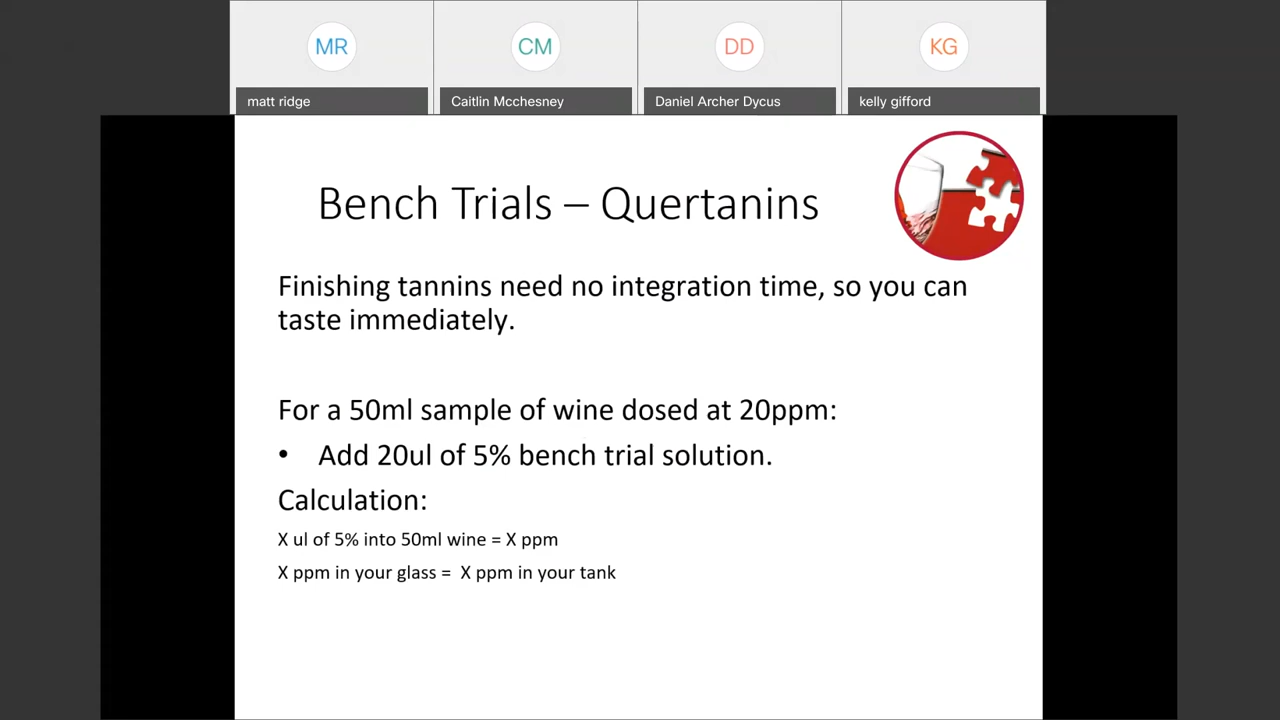 MR
CM
DD
KG
matt ridge
Caitlin Mcchesney
Daniel Archer Dycus
kelly gifford
Bench Trials – Quertanins
Finishing tannins need no integration time, so you can
taste immediately.
For a 50ml sample of wine dosed at 20ppm:
• Add 20ul of 5% bench trial solution.
Calculation:
X ul of 5% into 50ml wine = X ppm
X ppm in your glass = X ppm in your tank